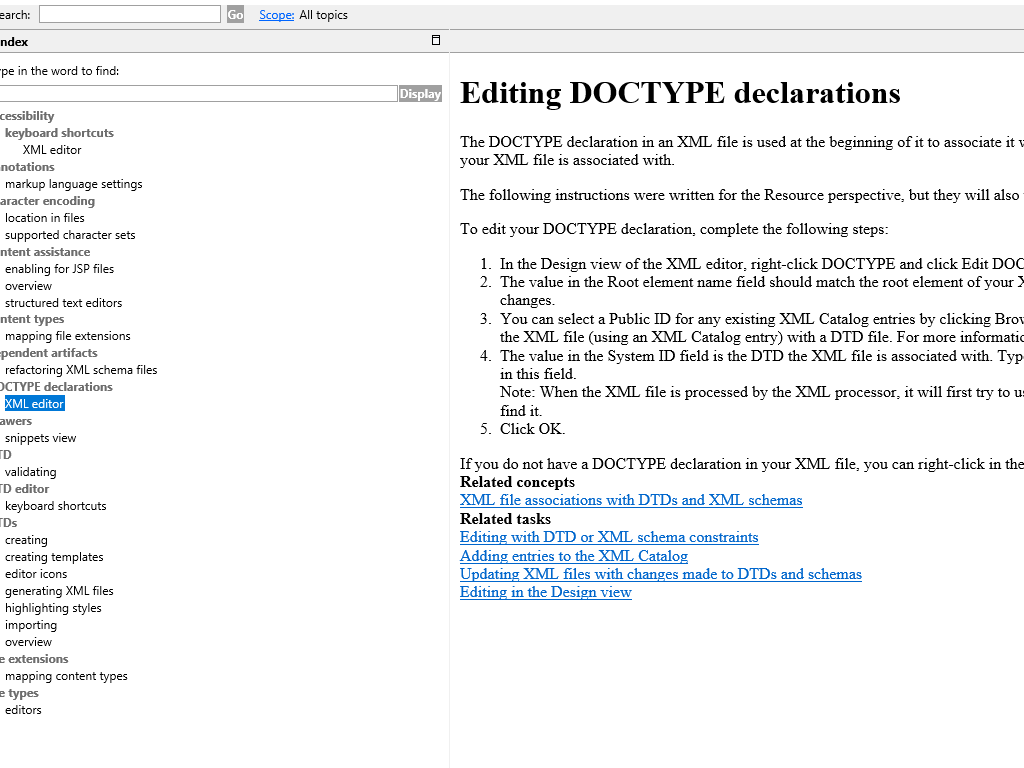 earch: Go Scope: All topics
ndex
ype in the word to find:
Display
cessibility
keyboard shortcuts
XML editor
notations
markup language settings
aracter encoding
location in files
supported character sets
ntent assistance
enabling for JSP files
overview
structured text editors
ntent types
mapping file extensions
ependent artifacts
refactoring XML schema files
OCTYPE declarations
XML editor
awers
snippets view
TD
validating
TD editor
keyboard shortcuts
TDs
creating
creating templates
editor icons
generating XML files
highlighting styles
importing
overview
e extensions
mapping content types
e types
editors
Editing DOCTYPE declarations
The DOCTYPE declaration in an XML file is used at the beginning of it to associate it w
your XML file is associated with.
The following instructions were written for the Resource perspective, but they will also
To edit your DOCTYPE declaration, complete the following steps:
1. In the Design view of the XML editor, right-click DOCTYPE and click Edit DOC
2. The value in the Root element name field should match the root element of your X
changes.
3. You can select a Public ID for any existing XML Catalog entries by clicking Brow
the XML file (using an XML Catalog entry) with a DTD file. For more informatio
4. The value in the System ID field is the DTD the XML file is associated with. Typ
in this field.
Note: When the XML file is processed by the XML processor, it will first try to us
find it.
5. Click OK.
If you do not have a DOCTYPE declaration in your XML file, you can right-click in the
Related concepts
XML file associations with DTDs and XML schemas
Related tasks
Editing with DTD or XML schema constraints
Adding entries to the XML Catalog
Updating XML files with changes made to DTDs and schemas
Editing in the Design view